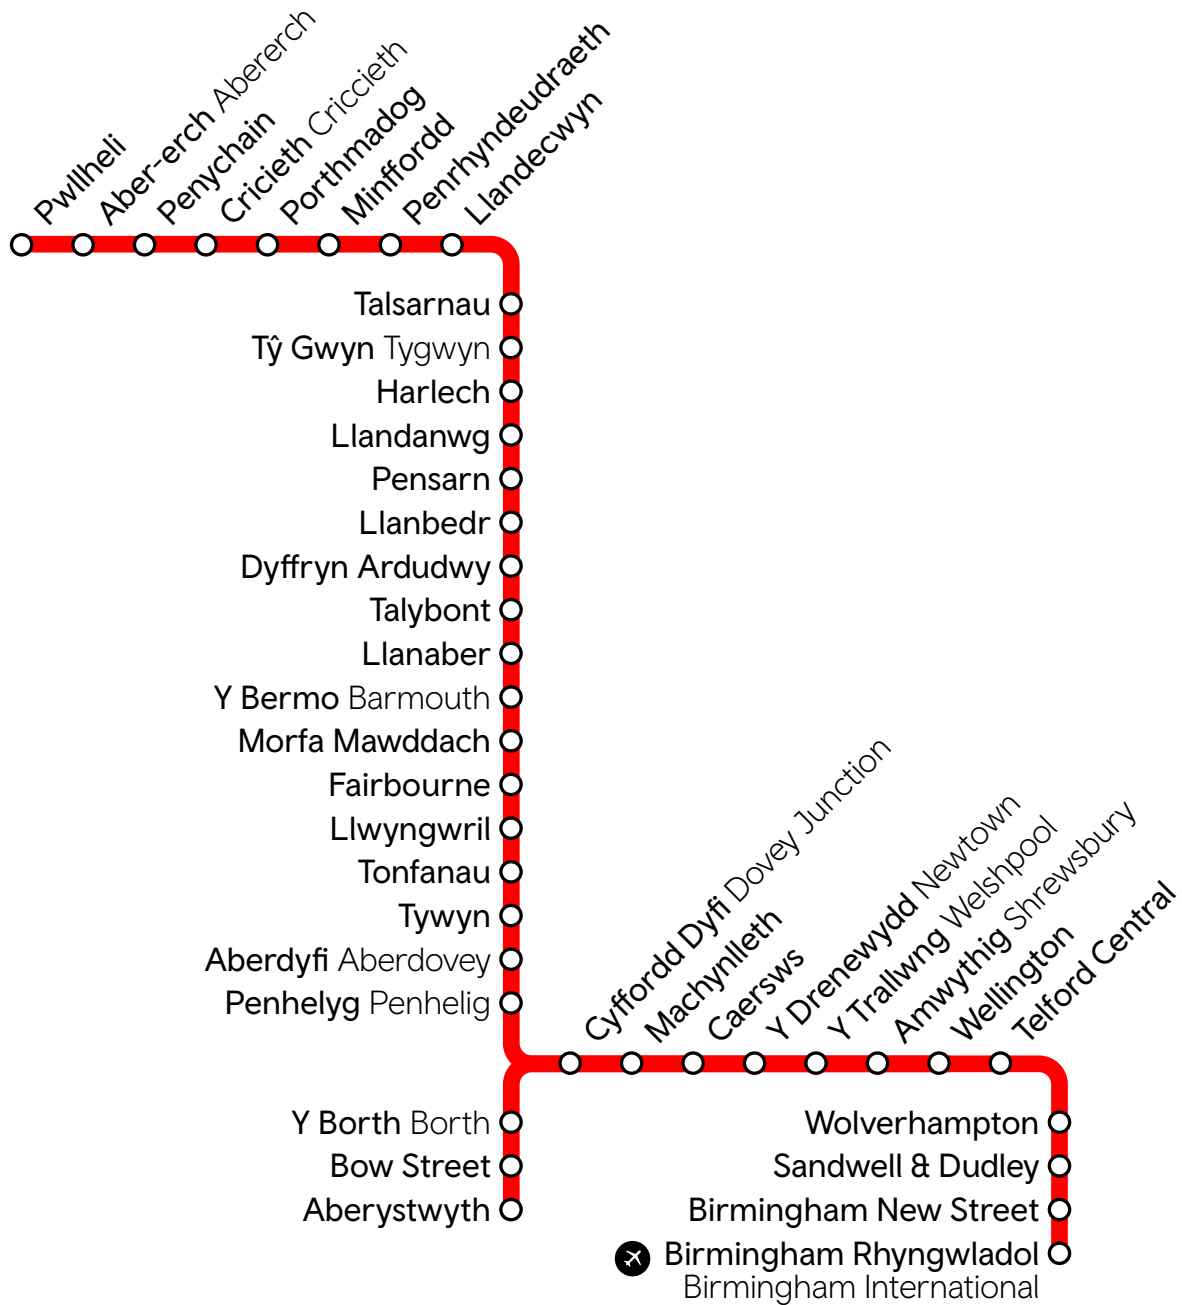 Pwllheli
Aber-erch Abererch
Penychain
Cricieth Criccieth
Porthmadog
Minffordd
Penrhyndeudraeth
Llandecwyn
Talsarnau
Tŷ Gwyn Tygwyn
Harlech
Llandanwg
Pensarn
Llanbedr
Dyffryn Ardudwy
Talybont
Llanaber
Y Bermo Barmouth
Morfa Mawddach
Fairbourne
Llwyngwril
Tonfanau
Tywyn
Aberdyfi Aberdovey
Penhelyg Penhelig
Cyffordd Dyfi Dovey Junction
Machynlleth
Caersws
Y Drenewydd Newtown
Y Trallwng Welshpool
Amwythig Shrewsbury
Wellington
Telford Central
Y Borth Borth
Bow Street
Aberystwyth
Wolverhampton
Sandwell & Dudley
Birmingham New Street
Birmingham Rhyngwladol
Birmingham International